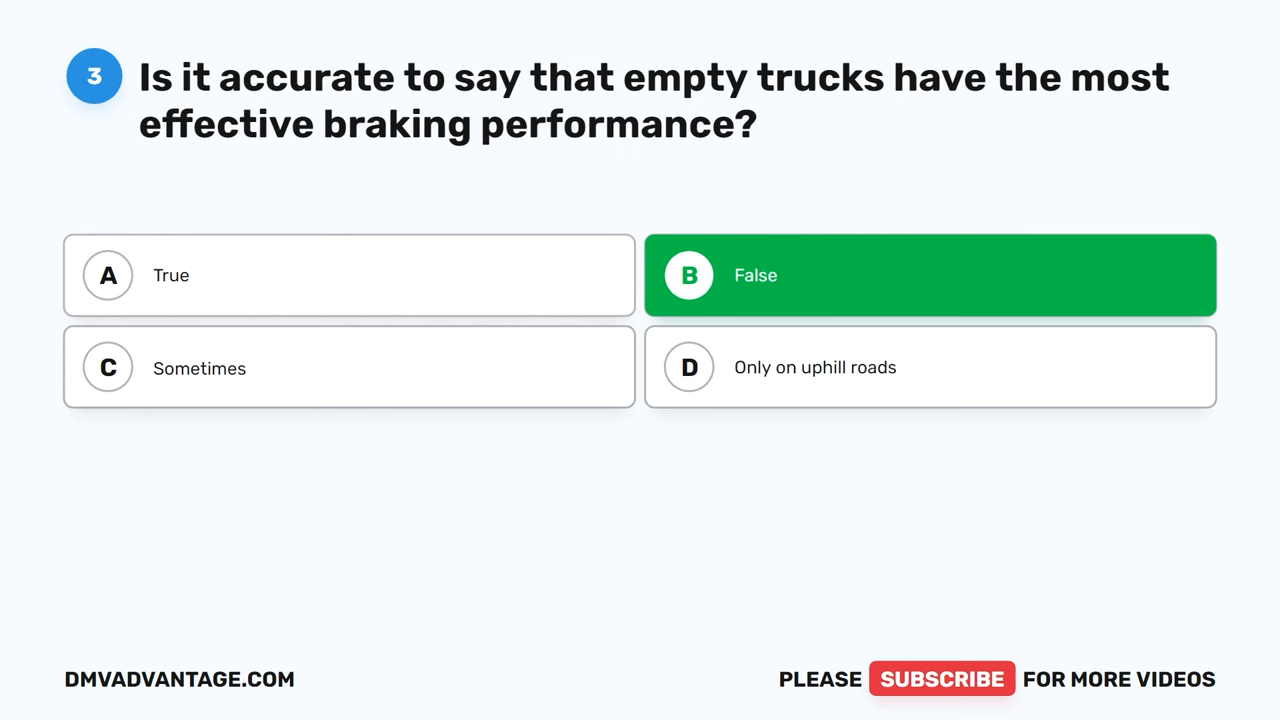 3
Is it accurate to say that empty trucks have the most
effective braking performance?
A True
B False
C Sometimes
D Only on uphill roads
DMVADVANTAGE.COM
PLEASE SUBSCRIBE FOR MORE VIDEOS